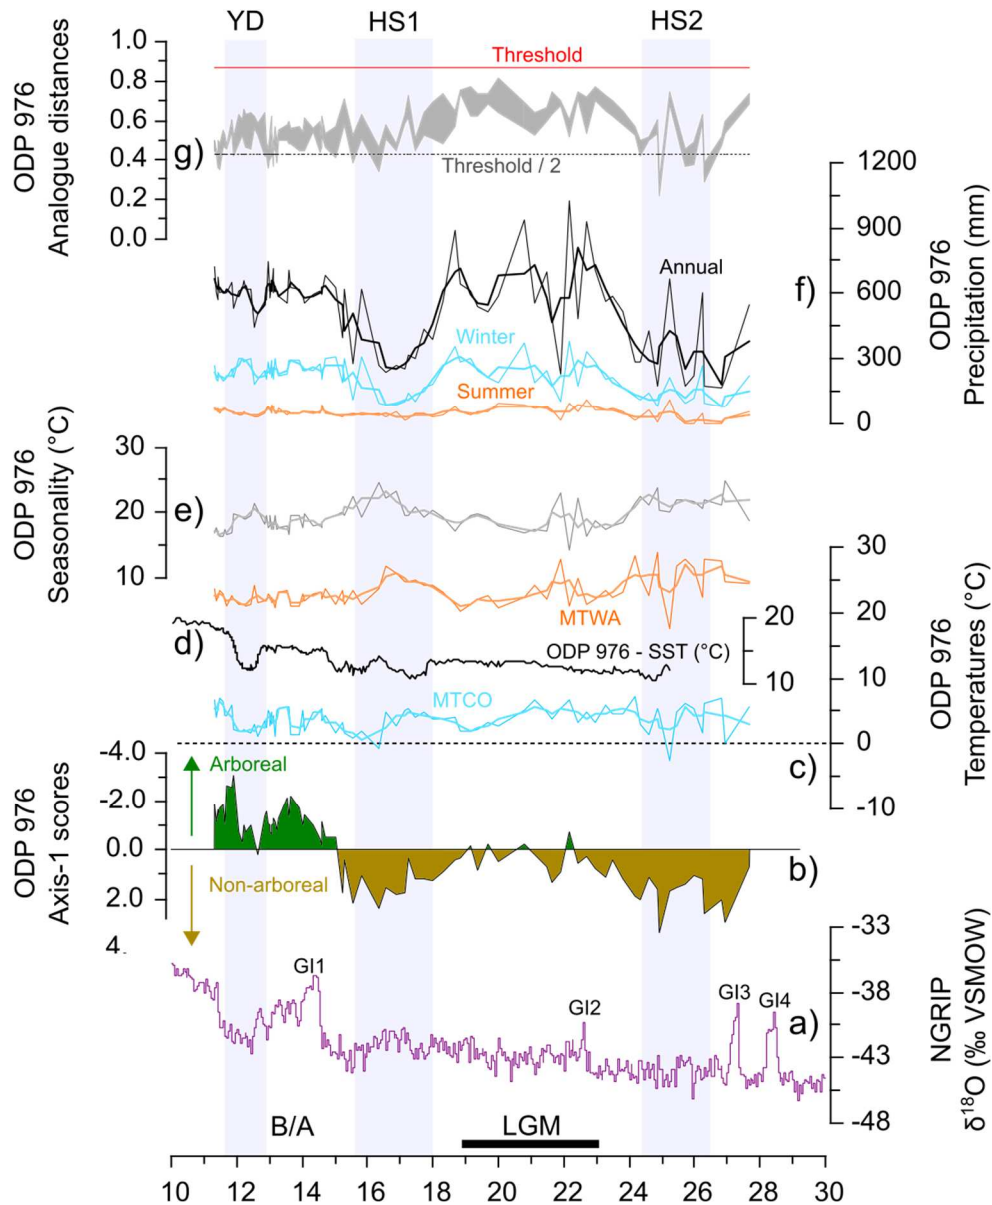 YD HS1 HS2
1.0
0.8
0.6
0.4
0.2
0.0
ODP 976
Analogue distances
g)
Threshold
Threshold / 2
1200
900
600
300
0
ODP 976
Precipitation (mm)
f)
Annual
Winter
Summer
30
20
10
ODP 976
Seasonality (°C)
e)
30
20
10
0
-10
ODP 976
Temperatures (°C)
MTWA
d)
ODP 976 - SST (°C)
20
10
MTCO
c)
-4.0
-2.0
0.0
2.0
4.
ODP 976
Axis-1 scores
Arboreal
Non-arboreal
b)
-33
-38
-43
-48
NGRIP
δ18O (‰ VSMOW)
a)
GI1
GI2
GI3
GI4
B/A
LGM
10 12 14 16 18 20 22 24 26 28 30